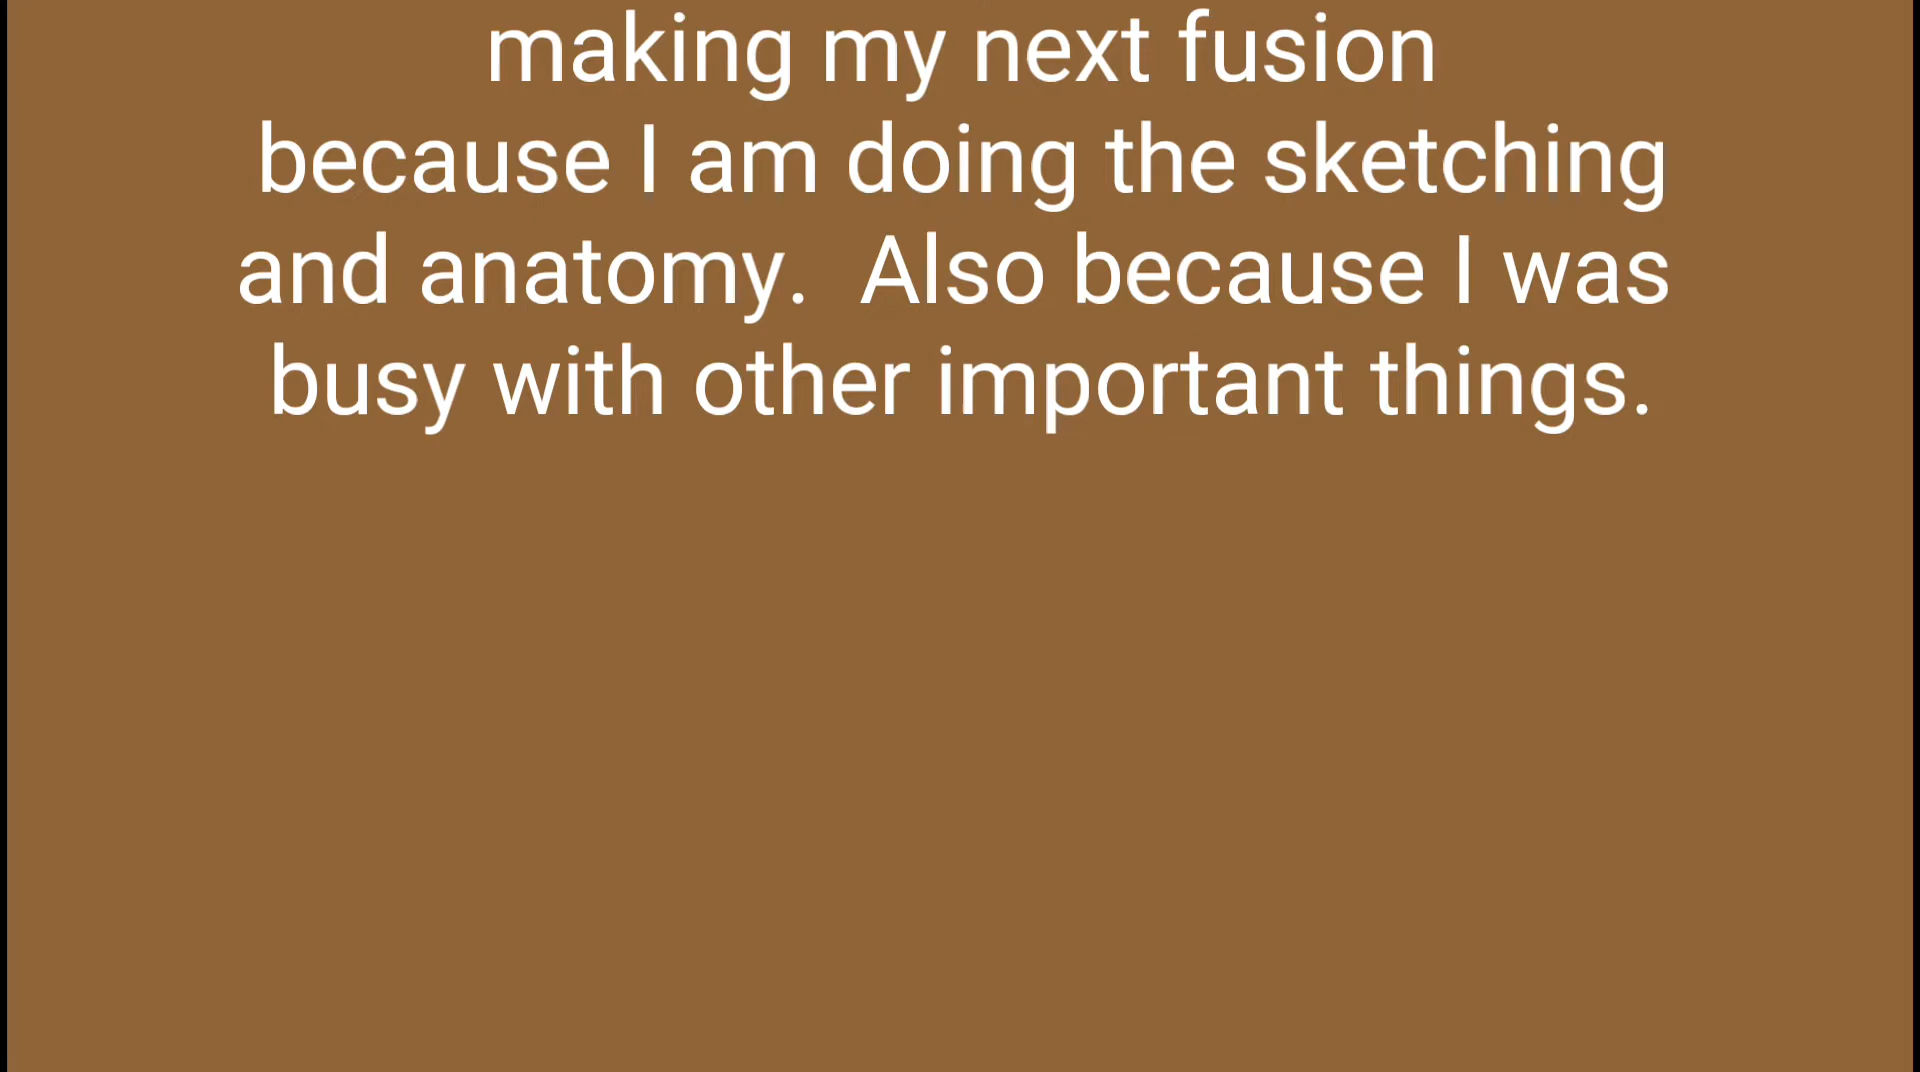 making my next fusion
because I am doing the sketching
and anatomy.  Also because I was
busy with other important things.